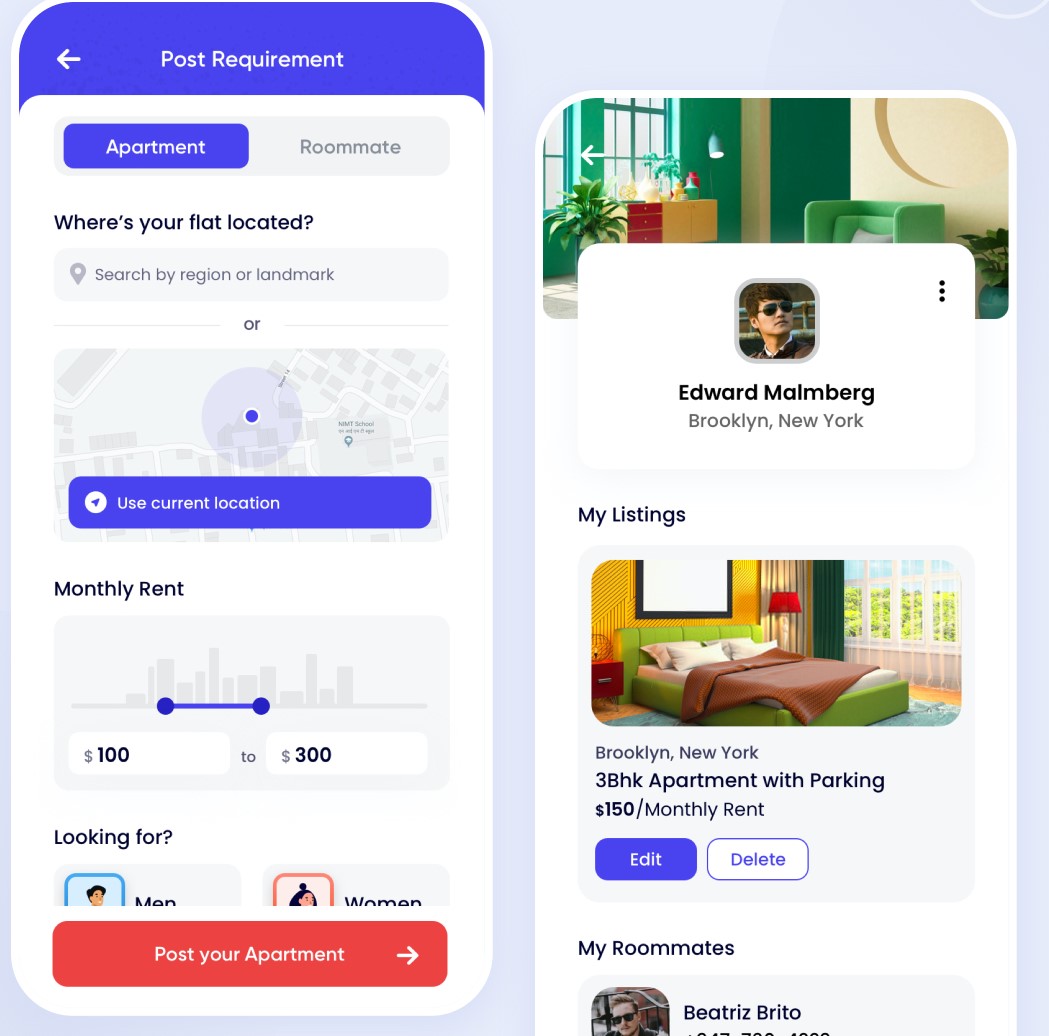 Post Requirement
Apartment
Roommate
Where's your flat located?
Search by region or landmark
or
NIMT School
Use current location
Monthly Rent
$ 100
to
$ 300
Looking for?
Men
Women
Post your Apartment
Edward Malmberg
Brooklyn, New York
My Listings
Brooklyn, New York
3Bhk Apartment with Parking
$150/Monthly Rent
Edit
Delete
My Roommates
Beatriz Brito